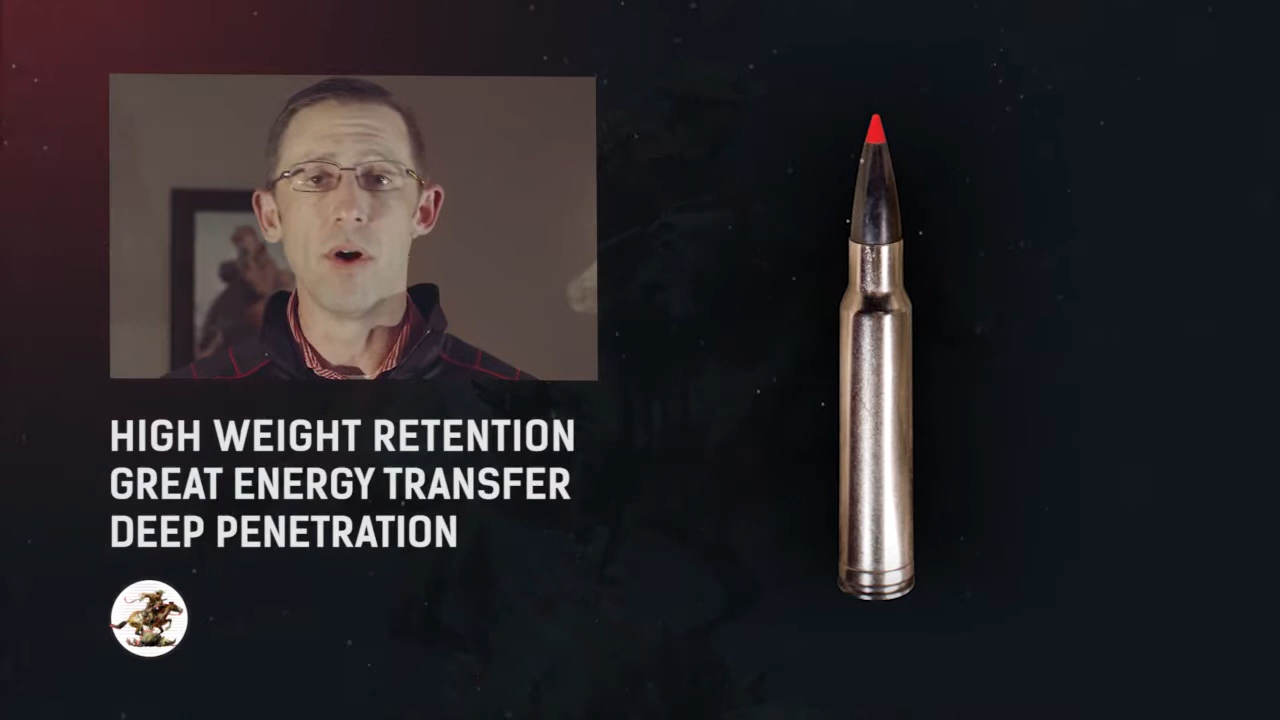 HIGH WEIGHT RETENTION
GREAT ENERGY TRANSFER
DEEP PENETRATION